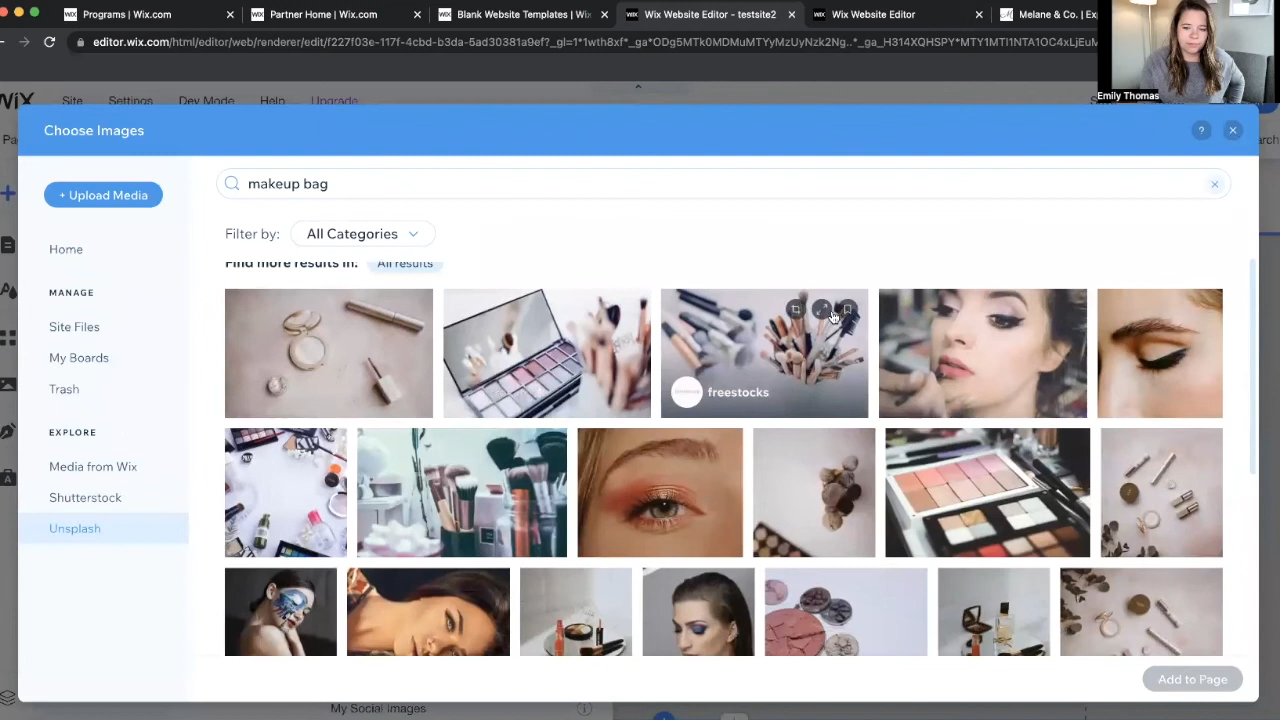 Programs | Wix.com
Partner Home | Wix.com
Blank Website Templates | Wix
Wix Website Editor - testsite2
Wix Website Editor
Melane & Co. | Ex
editor.wix.com/html/editor/web/renderer/edit/f227f03e-117f-4cbd-b3da-5ad35381a9ef?_gl=1*1wth8xf*_ga*ODg5MTk0MDMuMTYyMzUyNzk2Ng..*_ga_H314XQHSPY*MTY1MTI1NTA1OC4xLjEuM
Emily Thomas
WiX
Site
Settings
Dev Mode
Help
Upgrade
Choose Images
?
+ Upload Media
makeup bag
Filter by:
All Categories
Home
Find more results in:
All results
MANAGE
Site Files
My Boards
Trash
freestocks
EXPLORE
Media from Wix
Shutterstock
Unsplash
Add to Page
My Social Images